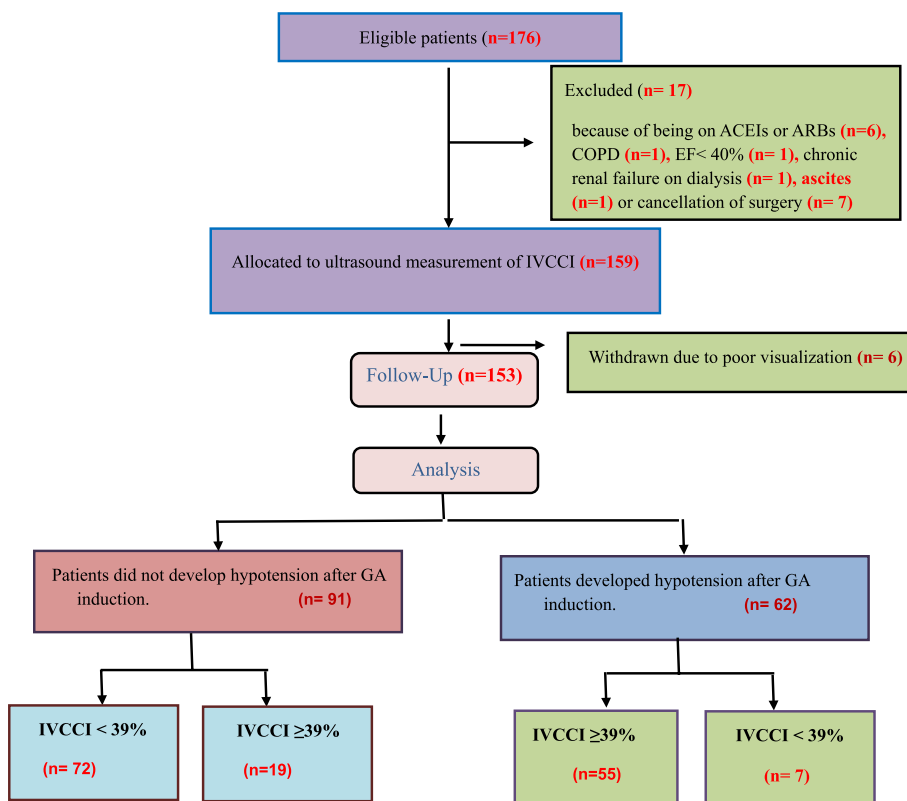 Eligible patients (n=176)
Excluded (n= 17)
because of being on ACEIs or ARBs (n=6),
COPD (n=1), EF< 40% (n= 1), chronic
renal failure on dialysis (n= 1), ascites
(n=1) or cancellation of surgery (n= 7)
Allocated to ultrasound measurement of IVCCI (n=159)
Withdrawn due to poor visualization (n= 6)
Follow-Up (n=153)
Analysis
Patients did not develop hypotension after GA
induction. (n= 91)
Patients developed hypotension after GA
induction. (n= 62)
IVCCI < 39%
(n= 72)
IVCCI ≥39%
(n=19)
IVCCI ≥39%
(n=55)
IVCCI < 39%
(n= 7)